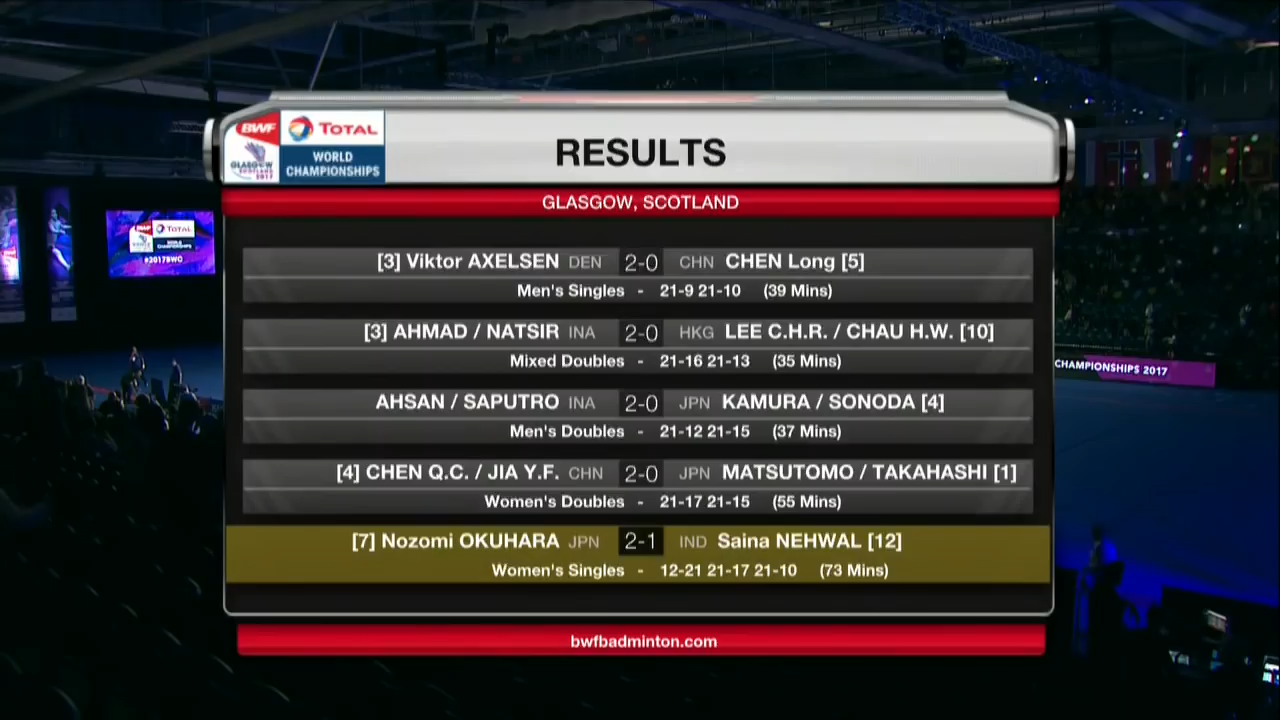 BWF
TOTAL
GLASGOW
SCOTLAND
2017
WORLD
CHAMPIONSHIPS
RESULTS
GLASGOW, SCOTLAND
[3] Viktor AXELSEN DEN 2-0 CHN CHEN Long [5]
Men's Singles - 21-9 21-10 (39 Mins)
[3] AHMAD / NATSIR INA 2-0 HKG LEE C.H.R. / CHAU H.W. [10]
Mixed Doubles - 21-16 21-13 (35 Mins)
AHSAN / SAPUTRO INA 2-0 JPN KAMURA / SONODA [4]
Men's Doubles - 21-12 21-15 (37 Mins)
[4] CHEN Q.C. / JIA Y.F. CHN 2-0 JPN MATSUTOMO / TAKAHASHI [1]
Women's Doubles - 21-17 21-15 (55 Mins)
[7] Nozomi OKUHARA JPN 2-1 IND Saina NEHWAL [12]
Women's Singles - 12-21 21-17 21-10 (73 Mins)
bwfbadminton.com
BWF
TOTAL
WORLD
CHAMPIONSHIPS
#2017BWC
CHAMPIONSHIPS 2017